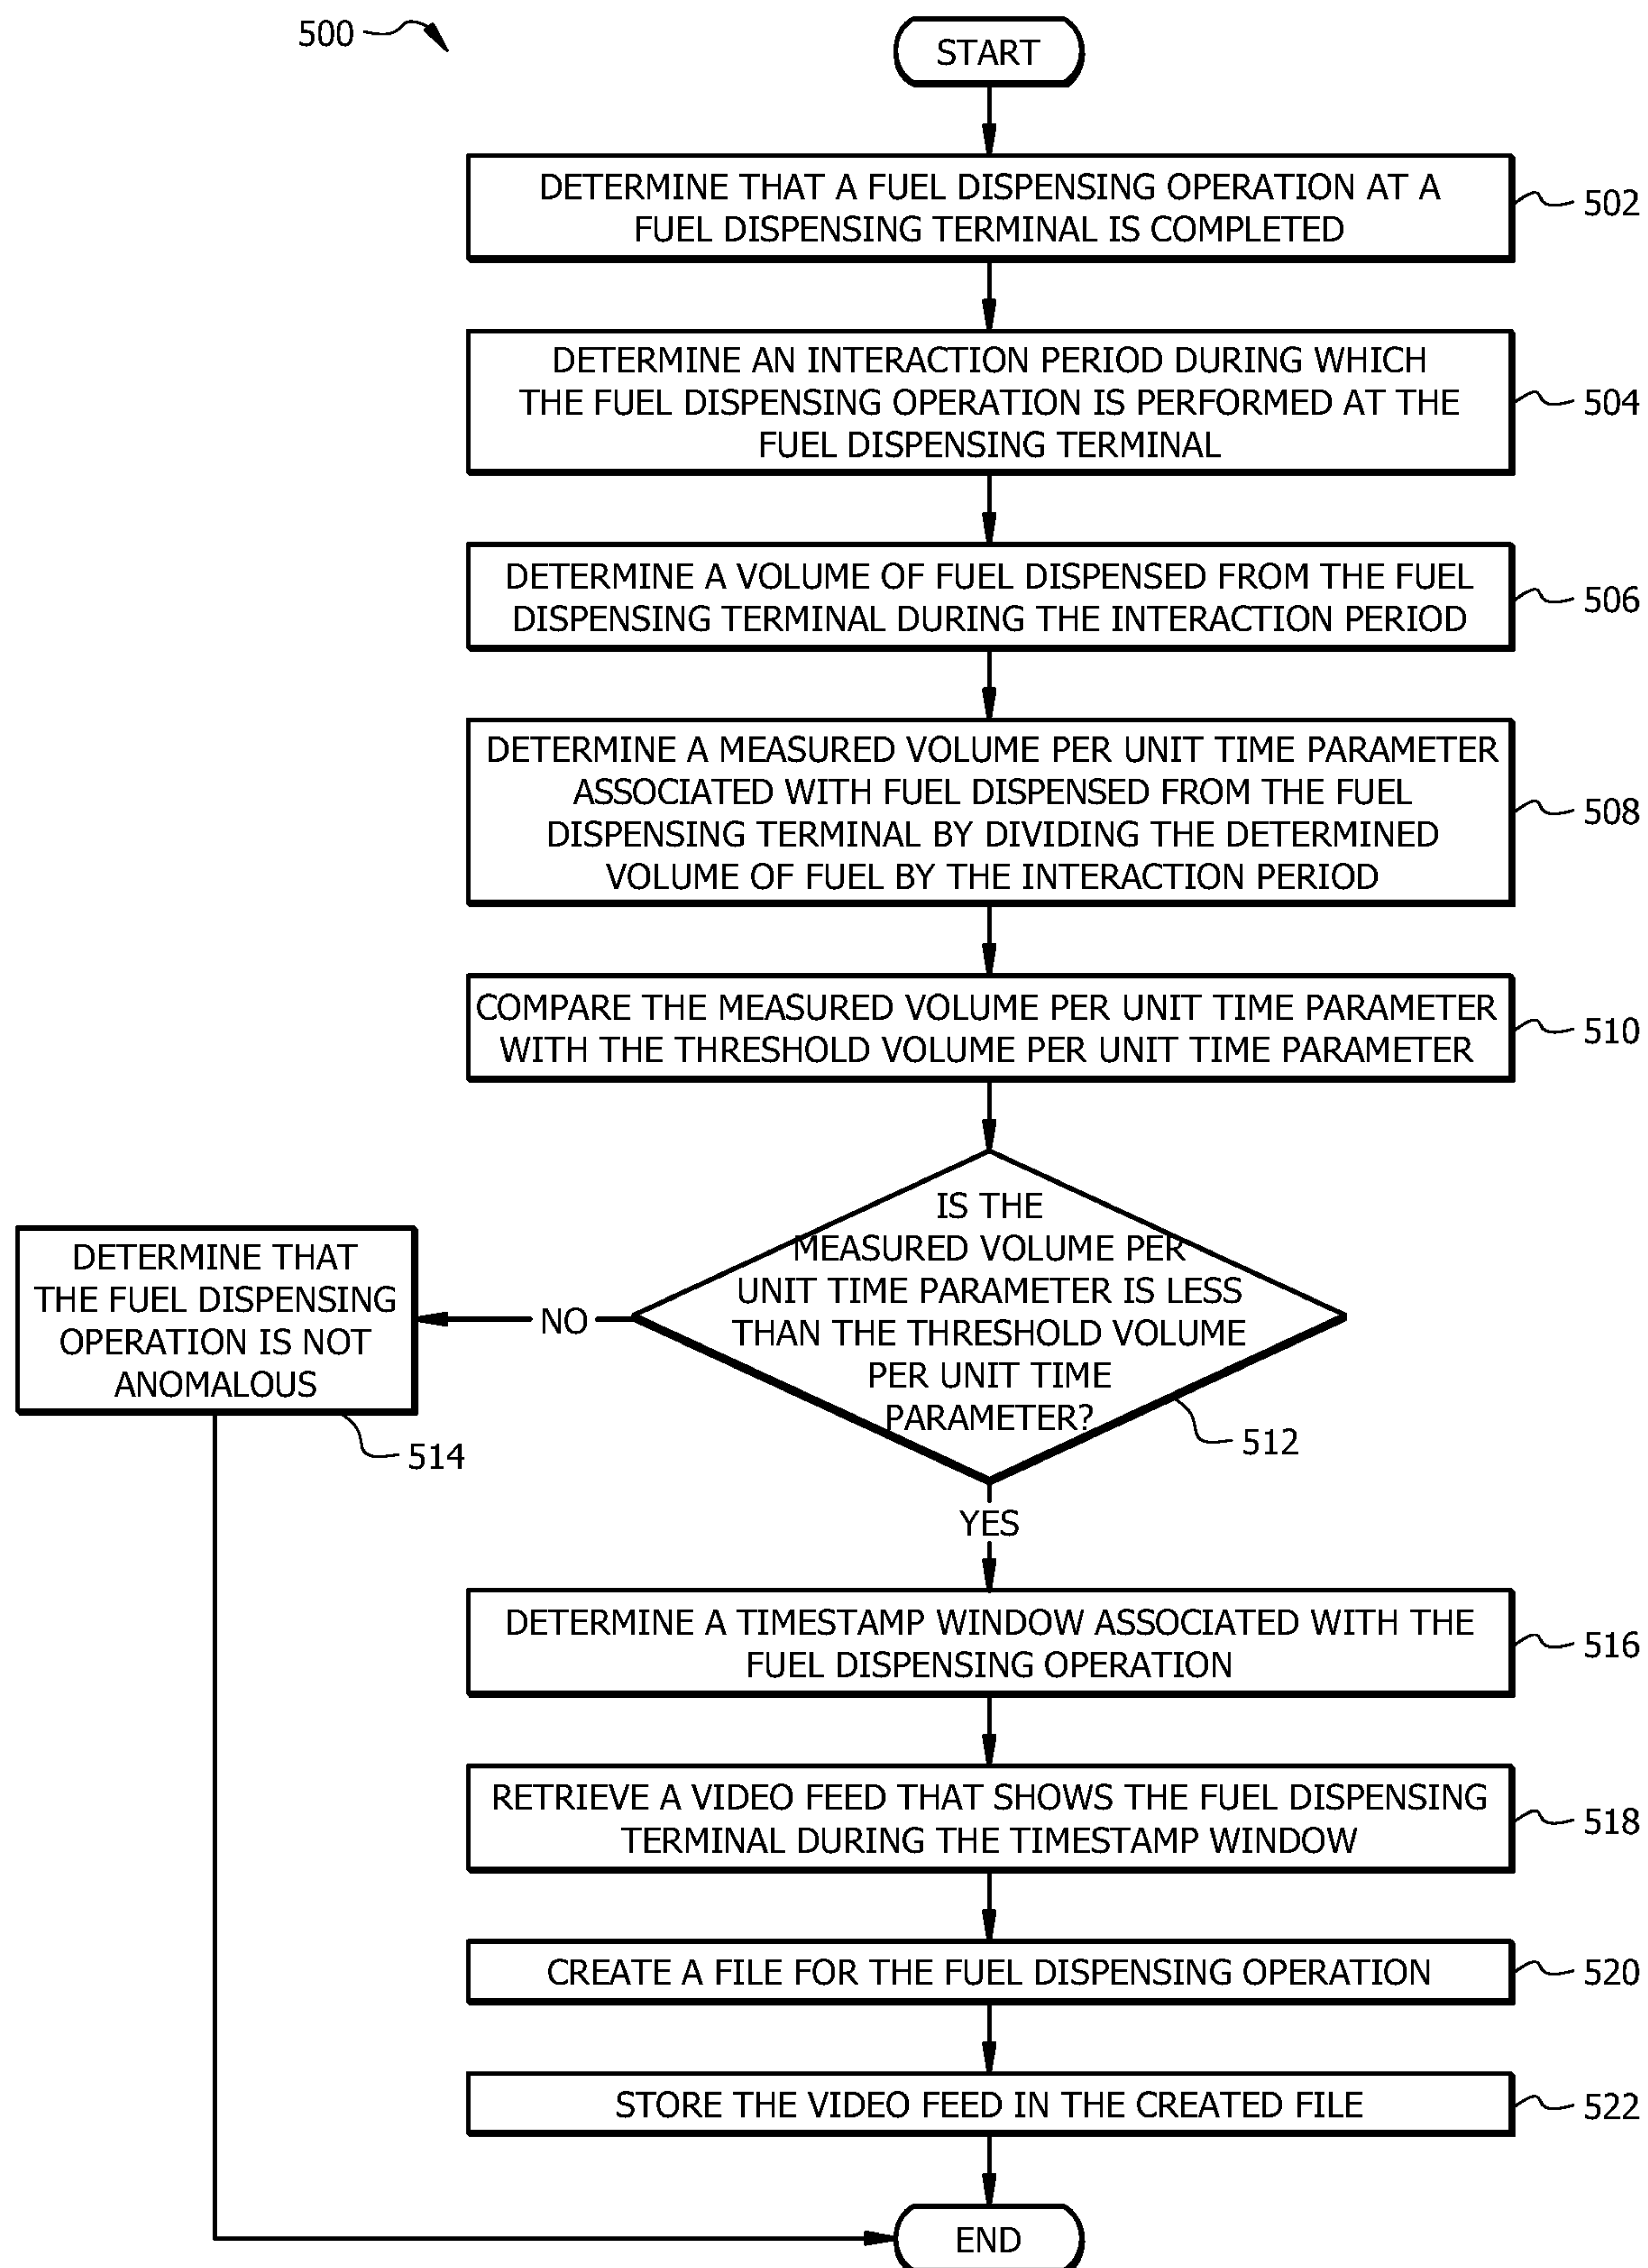 500
START
DETERMINE THAT A FUEL DISPENSING OPERATION AT A
FUEL DISPENSING TERMINAL IS COMPLETED
502
DETERMINE AN INTERACTION PERIOD DURING WHICH
THE FUEL DISPENSING OPERATION IS PERFORMED AT THE
FUEL DISPENSING TERMINAL
504
DETERMINE A VOLUME OF FUEL DISPENSED FROM THE FUEL
DISPENSING TERMINAL DURING THE INTERACTION PERIOD
506
DETERMINE A MEASURED VOLUME PER UNIT TIME PARAMETER
ASSOCIATED WITH FUEL DISPENSED FROM THE FUEL
DISPENSING TERMINAL BY DIVIDING THE DETERMINED
VOLUME OF FUEL BY THE INTERACTION PERIOD
508
COMPARE THE MEASURED VOLUME PER UNIT TIME PARAMETER
WITH THE THRESHOLD VOLUME PER UNIT TIME PARAMETER
510
IS THE
MEASURED VOLUME PER
UNIT TIME PARAMETER IS LESS
THAN THE THRESHOLD VOLUME
PER UNIT TIME
PARAMETER?
512
NO
DETERMINE THAT
THE FUEL DISPENSING
OPERATION IS NOT
ANOMALOUS
514
YES
DETERMINE A TIMESTAMP WINDOW ASSOCIATED WITH THE
FUEL DISPENSING OPERATION
516
RETRIEVE A VIDEO FEED THAT SHOWS THE FUEL DISPENSING
TERMINAL DURING THE TIMESTAMP WINDOW
518
CREATE A FILE FOR THE FUEL DISPENSING OPERATION
520
STORE THE VIDEO FEED IN THE CREATED FILE
522
END